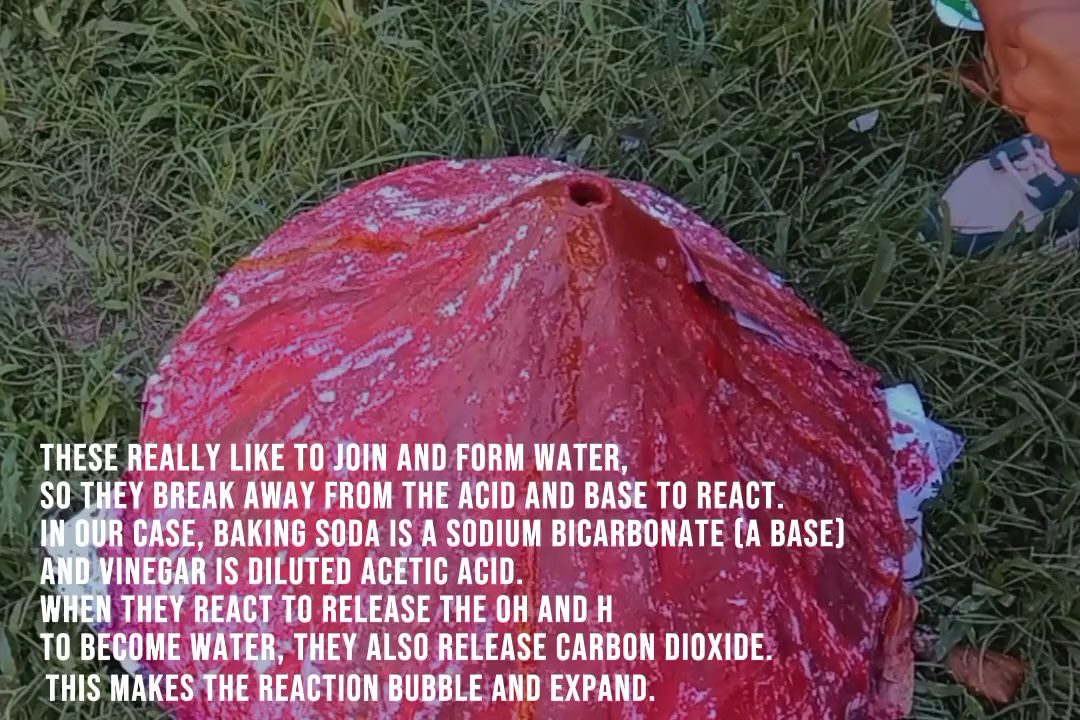 THESE REALLY LIKE TO JOIN AND FORM WATER,
SO THEY BREAK AWAY FROM THE ACID AND BASE TO REACT.
IN OUR CASE, BAKING SODA IS A SODIUM BICARBONATE (A BASE)
AND VINEGAR IS DILUTED ACETIC ACID.
WHEN THEY REACT TO RELEASE THE OH AND H
TO BECOME WATER, THEY ALSO RELEASE CARBON DIOXIDE.
THIS MAKES THE REACTION BUBBLE AND EXPAND.